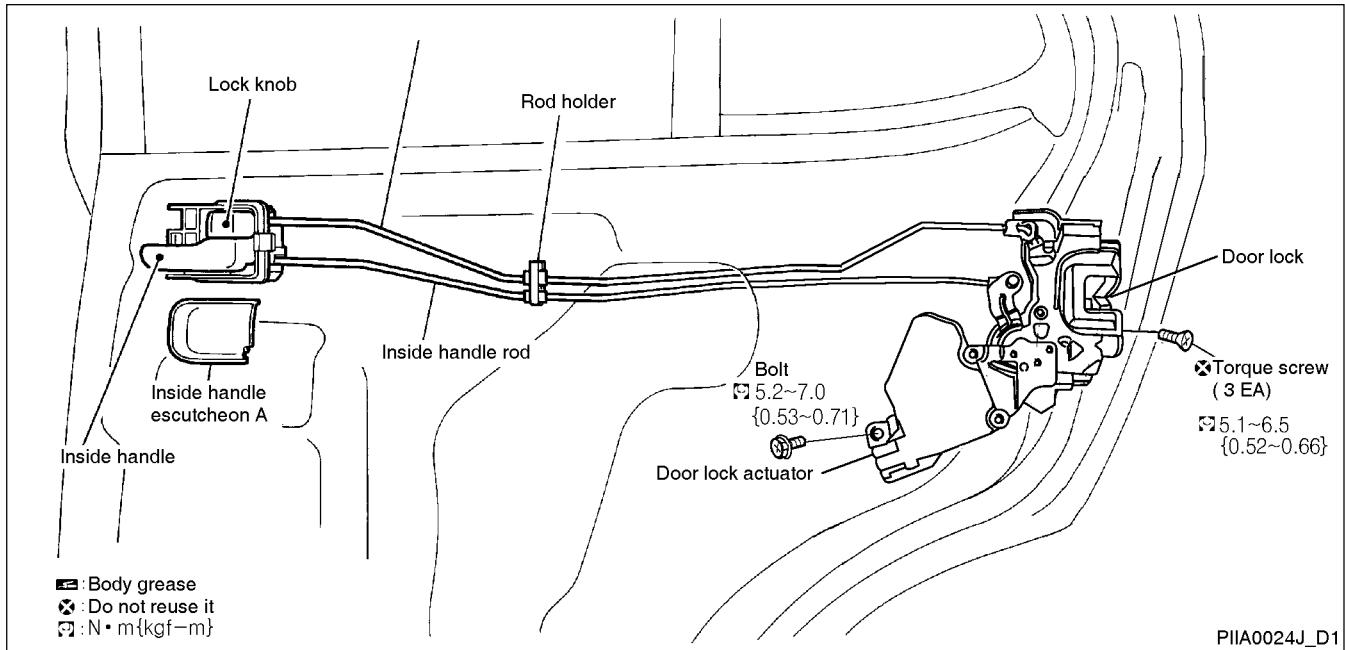 Lock knob
Rod holder
Door lock
Inside handle rod
Torque screw
( 3 EA)
5.1~6.5
{0.52~0.66}
Bolt
5.2~7.0
{0.53~0.71}
Inside handle
escutcheon A
Inside handle
Door lock actuator
: Body grease
: Do not reuse it
: N•m{kgf-m}
PIIA0024J_D1